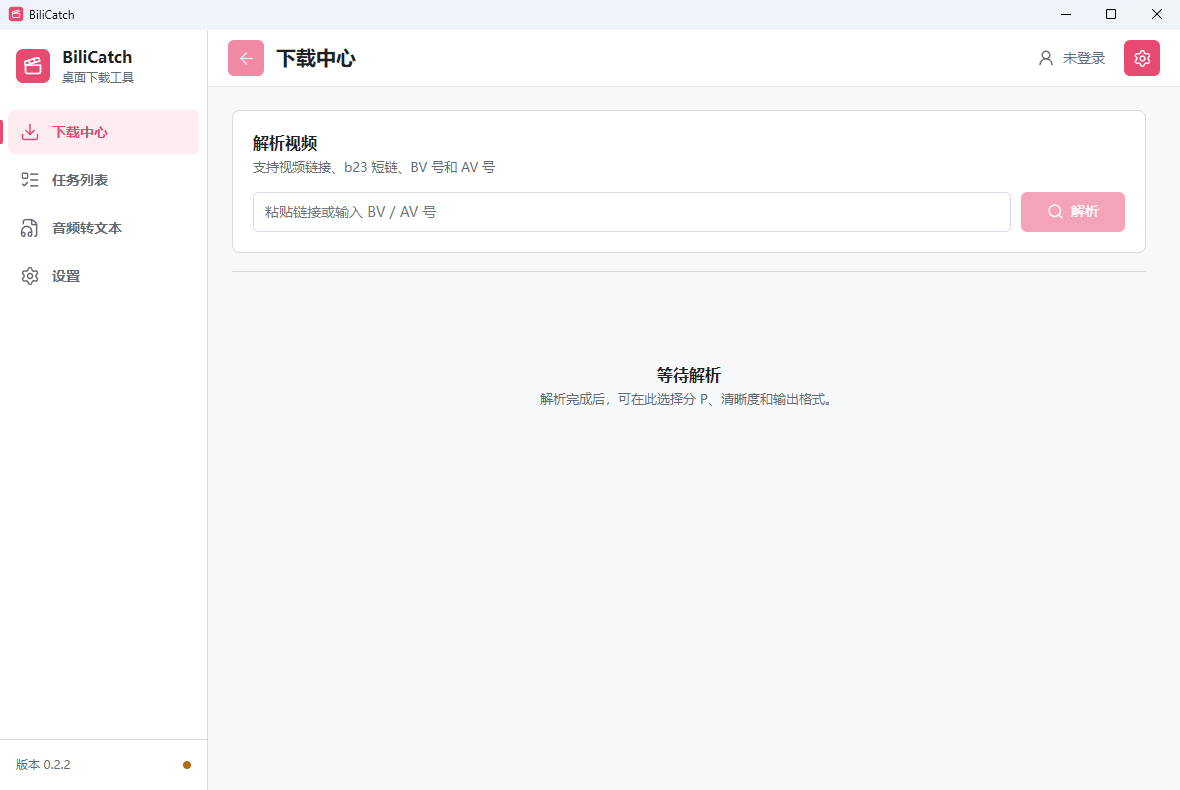 BiliCatch
BiliCatch
桌面下载工具
下载中心
任务列表
音频转文本
设置
版本 0.2.2
下载中心
未登录
解析视频
支持视频链接、b23 短链、BV 号和 AV 号
粘贴链接或输入 BV / AV 号
解析
等待解析
解析完成后，可在此选择分 P、清晰度和输出格式。